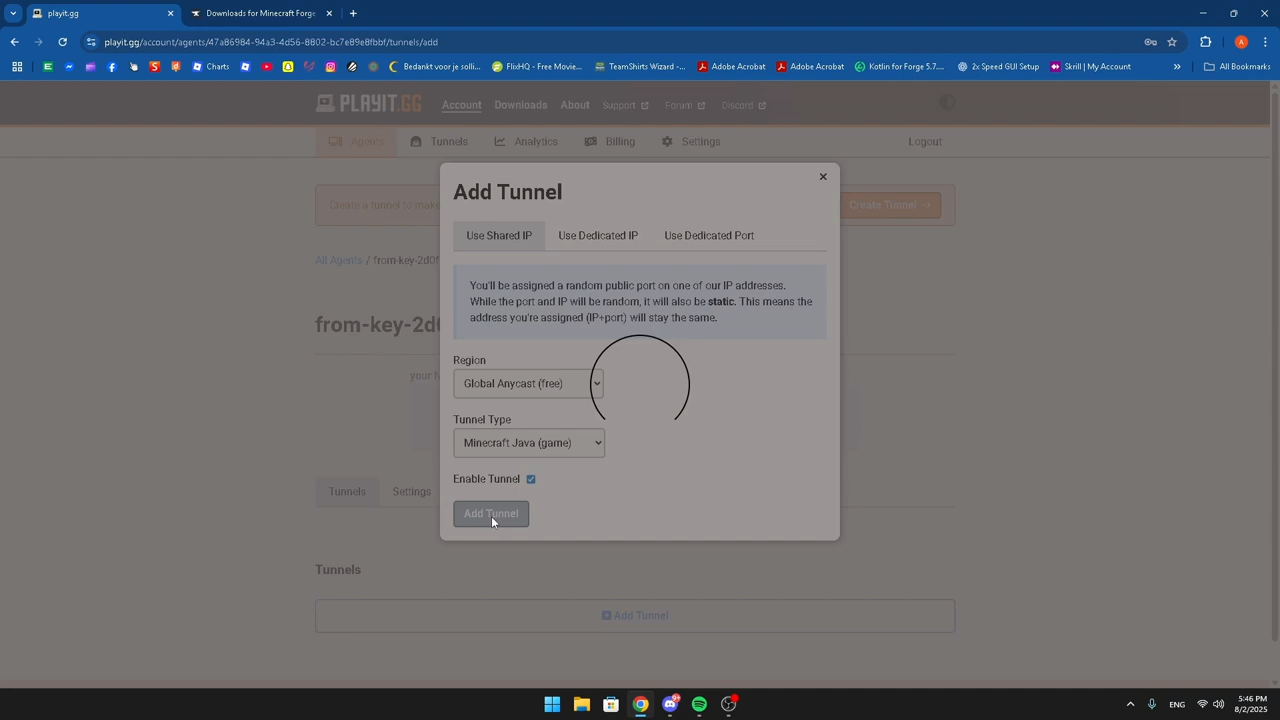 playit.gg
Downloads for Minecraft Forge
playit.gg/account/agents/47a86984-94a3-4d56-8802-bc7e89e8fbbf/tunnels/add
A
Charts
Bedankt voor je solli...
FlixHQ - Free Movie...
TeamShirts Wizard -...
Adobe Acrobat
Adobe Acrobat
Kotlin for Forge 5.7....
2x Speed GUI Setup
Skrill | My Account
All Bookmarks
PLAYIT.GG
Account
Downloads
About
Support
Forum
Discord
Agents
Tunnels
Analytics
Billing
Settings
Logout
Create a tunnel to make
Create Tunnel →
All Agents / from-key-2d0f
from-key-2d0
Add Tunnel
Use Shared IP
Use Dedicated IP
Use Dedicated Port
You'll be assigned a random public port on one of our IP addresses.
While the port and IP will be random, it will also be static. This means the
address you're assigned (IP+port) will stay the same.
Region
Global Anycast (free)
Tunnel Type
Minecraft Java (game)
Enable Tunnel
Add Tunnel
Tunnels
Settings
Tunnels
Add Tunnel
9+
ENG
5:46 PM
8/2/2025